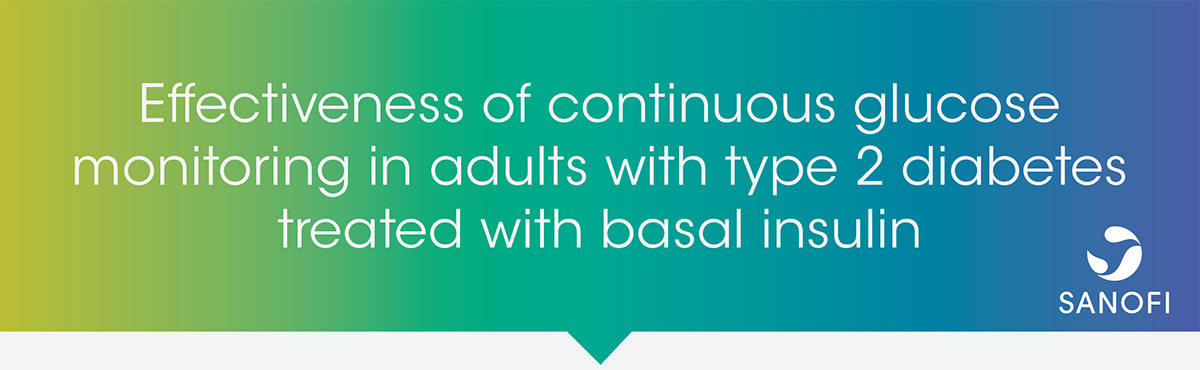 Effectiveness of continuous glucose
monitoring in adults with type 2 diabetes
treated with basal insulin
SANOFI